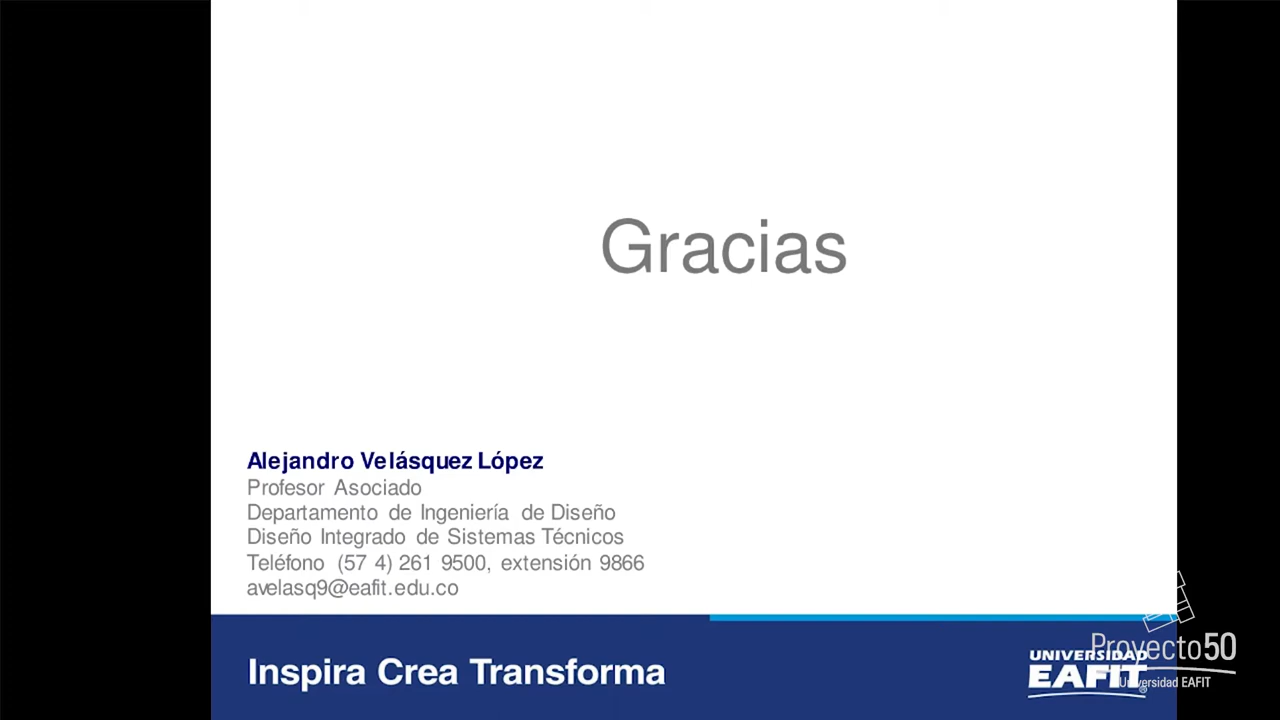 Gracias
Alejandro Velásquez López
Profesor Asociado
Departamento de Ingeniería de Diseño
Diseño Integrado de Sistemas Técnicos
Teléfono (57 4) 261 9500, extensión 9866
avelasq9@eafit.edu.co
Inspira Crea Transforma
UNIVERSIDAD
EAFIT
®
Proyecto50
Universidad EAFIT